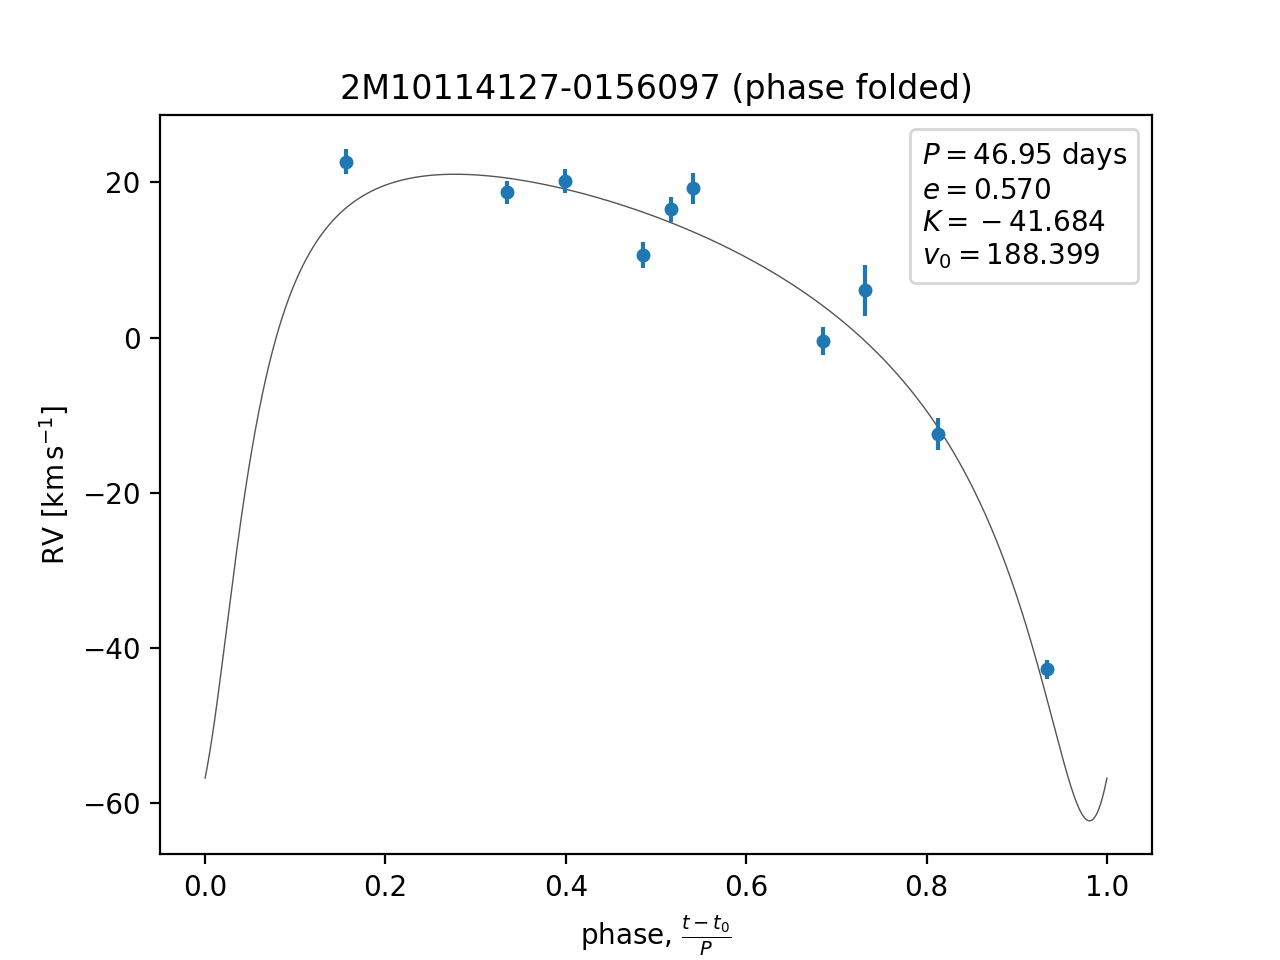 2M10114127-0156097 (phase folded)
P = 46.95 days
e = 0.570
K = −41.684
v₀ = 188.399
20
0
−20
−40
−60
RV [km s⁻¹]
0.0 0.2 0.4 0.6 0.8 1.0
phase, (t − t₀)/P